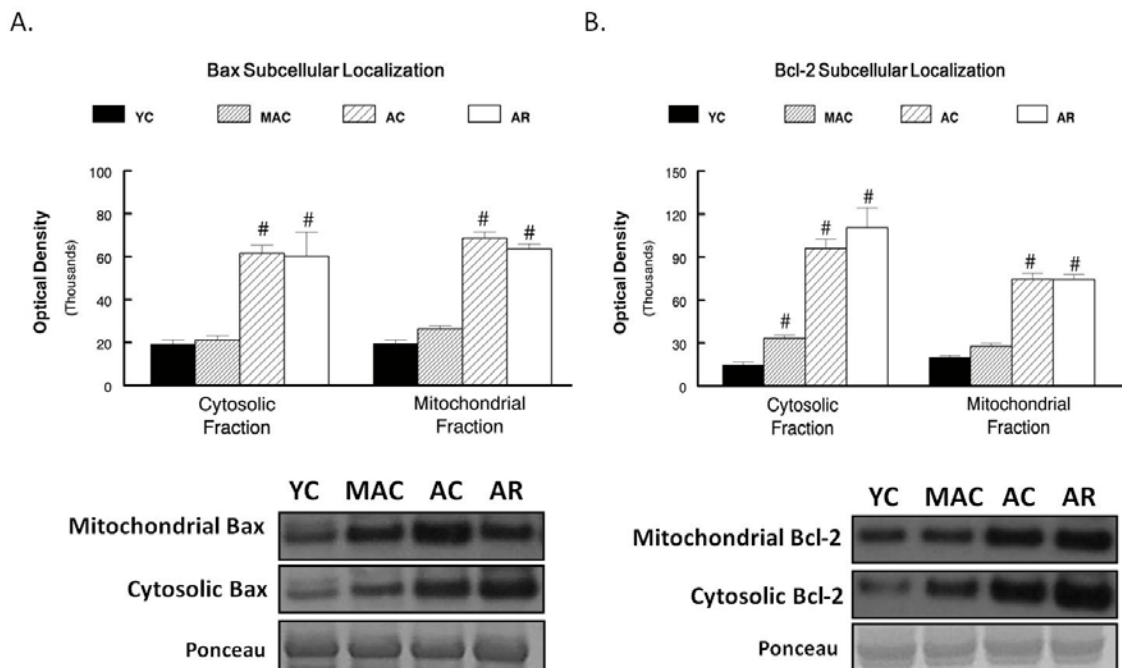 A.
Bax Subcellular Localization
YC MAC AC AR
100
80
60
40
20
0
Optical Density
(Thousands)
# #
# #
Cytosolic
Fraction
Mitochondrial
Fraction
YC MAC AC AR
Mitochondrial Bax
Cytosolic Bax
Ponceau
B.
Bcl-2 Subcellular Localization
YC MAC AC AR
150
120
90
60
30
0
Optical Density
(Thousands)
# # #
# #
Cytosolic
Fraction
Mitochondrial
Fraction
YC MAC AC AR
Mitochondrial Bcl-2
Cytosolic Bcl-2
Ponceau